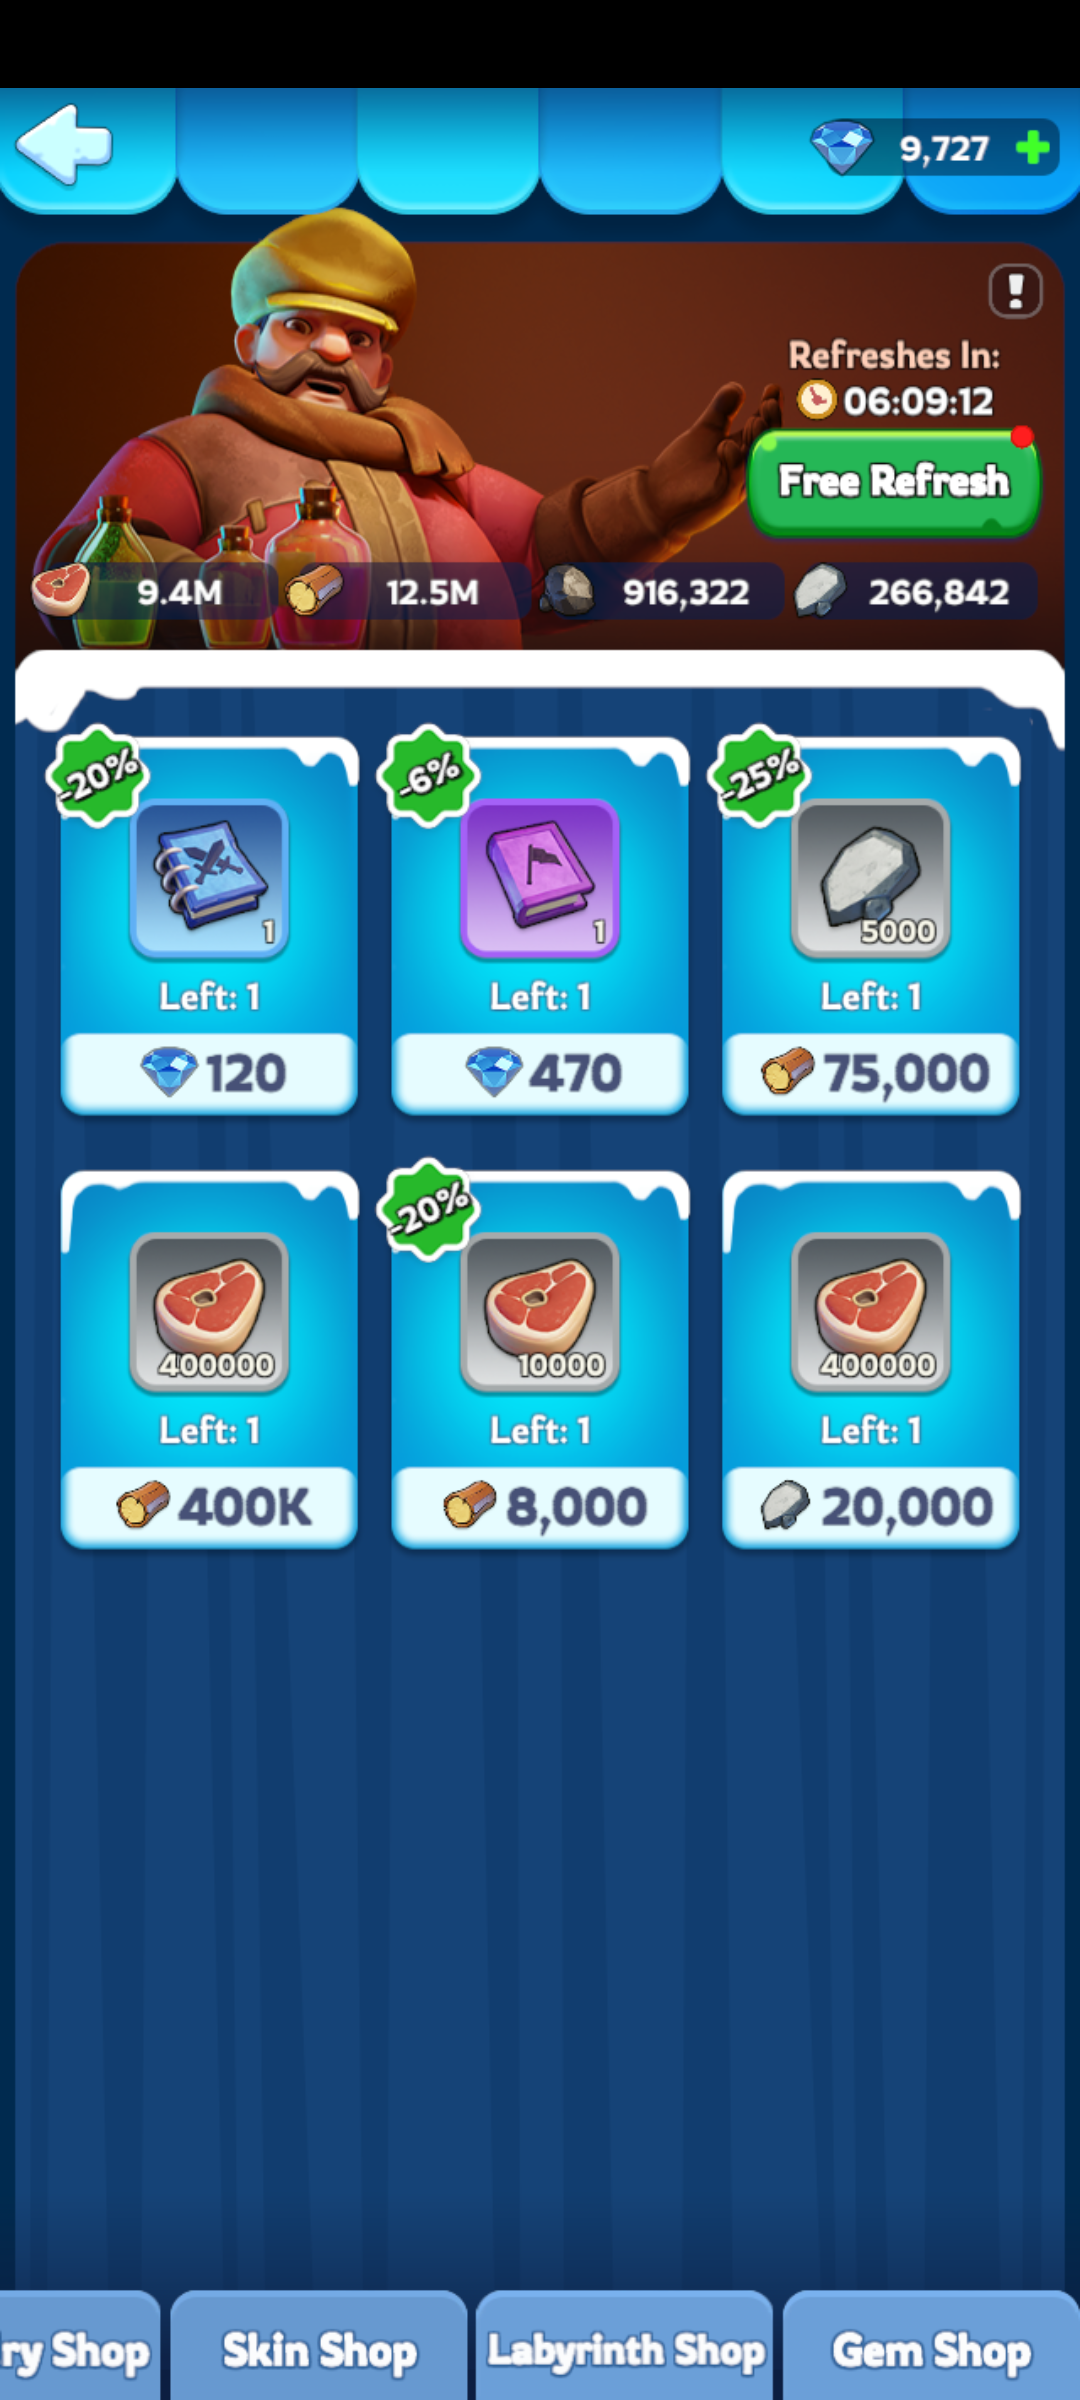 9,727
Refreshes In:
06:09:12
Free Refresh
9.4M 12.5M 916,322 266,842
-20% -6% -25%
1 1 5000
Left: 1 Left: 1 Left: 1
120 470 75,000
-20%
400000 10000 400000
Left: 1 Left: 1 Left: 1
400K 8,000 20,000
ry Shop Skin Shop Labyrinth Shop Gem Shop